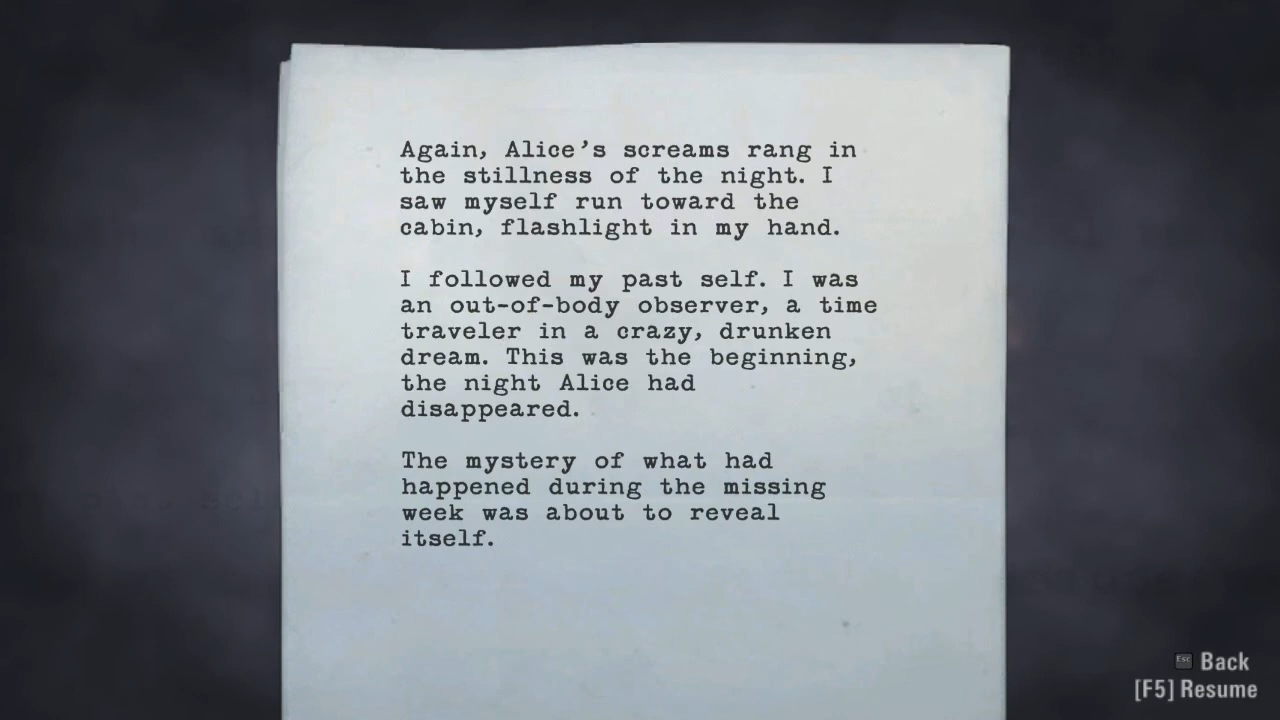 Again, Alice's screams rang in
the stillness of the night. I
saw myself run toward the
cabin, flashlight in my hand.
I followed my past self. I was
an out-of-body observer, a time
traveler in a crazy, drunken
dream. This was the beginning,
the night Alice had
disappeared.
The mystery of what had
happened during the missing
week was about to reveal
itself.
Esc Back
[F5] Resume